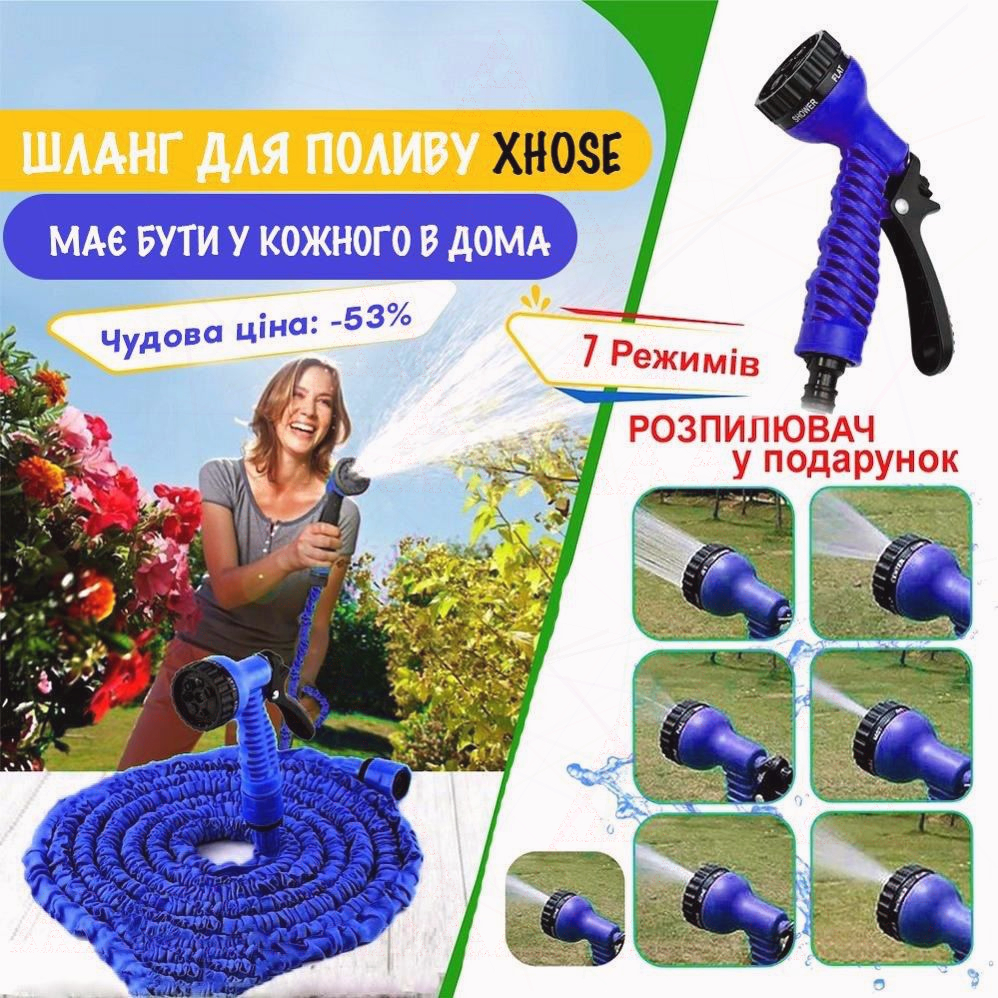 ШЛАНГ ДЛЯ ПОЛИВУ XHOSE
МАЄ БУТИ У КОЖНОГО В ДОМА
Чудова ціна: -53%
7 Режимів
РОЗПИЛЮВАЧ
у подарунок
SHOWER
FLAT